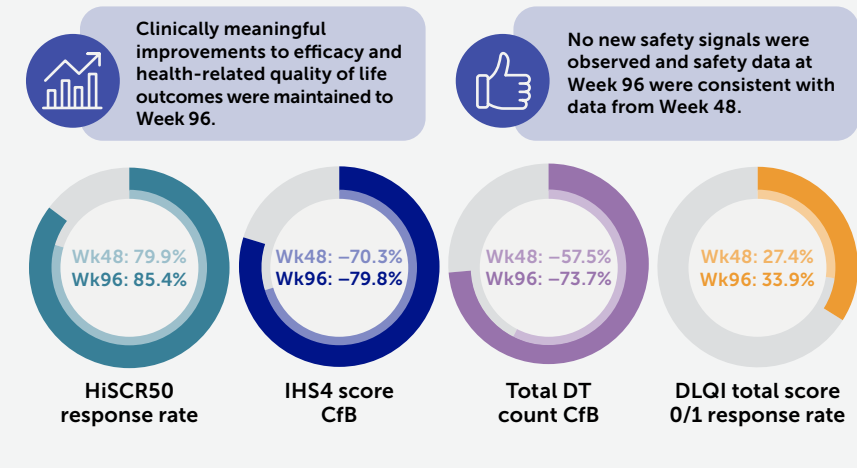 Clinically meaningful
improvements to efficacy and
health-related quality of life
outcomes were maintained to
Week 96.
No new safety signals were
observed and safety data at
Week 96 were consistent with
data from Week 48.
Wk48: 79.9%
Wk96: 85.4%
HiSCR50
response rate
Wk48: –70.3%
Wk96: –79.8%
IHS4 score
CfB
Wk48: –57.5%
Wk96: –73.7%
Total DT
count CfB
Wk48: 27.4%
Wk96: 33.9%
DLQI total score
0/1 response rate